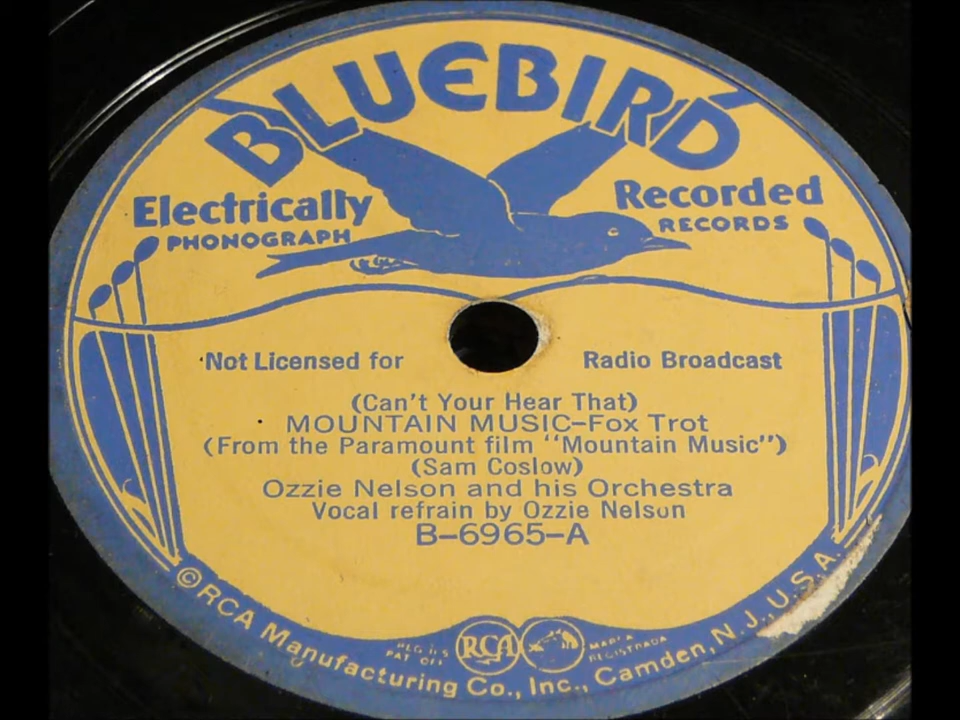 BLUEBIRD
Electrically Recorded
PHONOGRAPH RECORDS
Not Licensed for Radio Broadcast
(Can't Your Hear That)
MOUNTAIN MUSIC–Fox Trot
(From the Paramount film "Mountain Music")
(Sam Coslow)
Ozzie Nelson and his Orchestra
Vocal refrain by Ozzie Nelson
B–6965–A
RCA
©RCA Manufacturing Co., Inc., Camden, N.J., U.S.A.